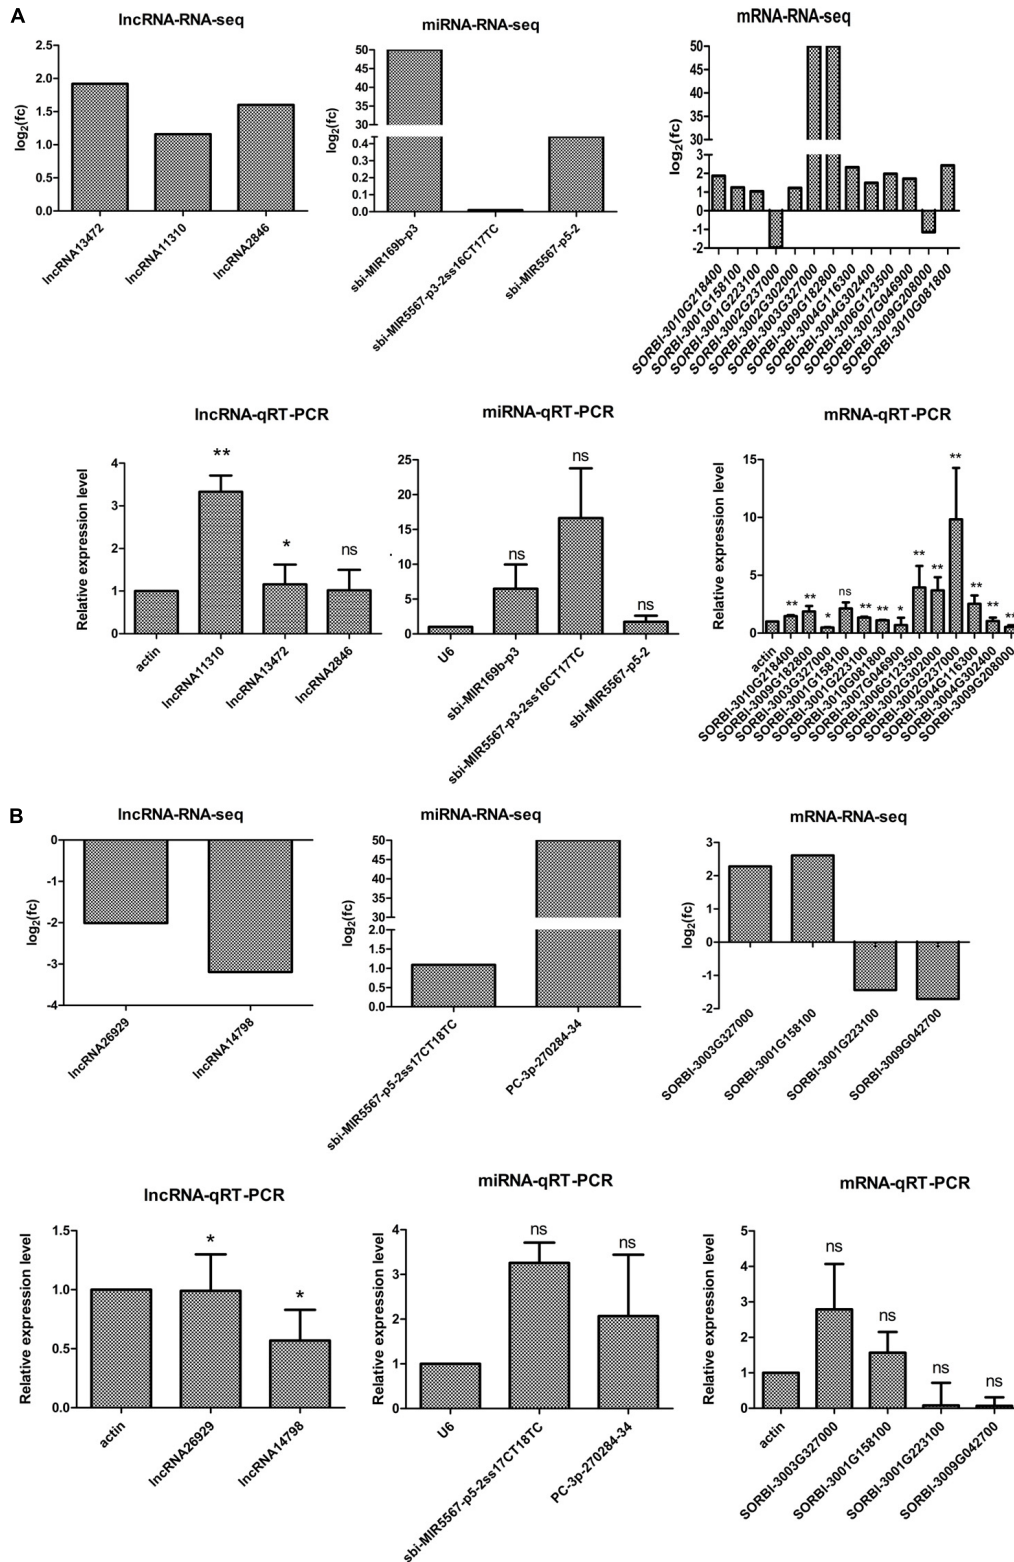 A
lncRNA-RNA-seq
log2(fc)
2.5
2.0
1.5
1.0
0.5
0.0
lncRNA13472
lncRNA11310
lncRNA2846
miRNA-RNA-seq
log2(fc)
50
45
40
35
30
0.4
0.3
0.2
0.1
0.0
sbi-MIR169b-p3
sbi-MIR5567-p3-2ss16CT17TC
sbi-MIR5567-p5-2
mRNA-RNA-seq
log2(fc)
50
45
40
35
30
3
2
1
0
-1
-2
SORBI-3010G218400
SORBI-3001G158100
SORBI-3001G223100
SORBI-3002G237000
SORBI-3002G302000
SORBI-3003G327000
SORBI-3009G182800
SORBI-3004G116300
SORBI-3004G302400
SORBI-3006G123500
SORBI-3007G046900
SORBI-3009G208000
SORBI-3010G081800
lncRNA-qRT-PCR
Relative expression level
4
3
2
1
0
**
*
ns
actin
lncRNA11310
lncRNA13472
lncRNA2846
miRNA-qRT-PCR
25
20
15
10
5
0
ns
ns
ns
U6
sbi-MIR169b-p3
sbi-MIR5567-p3-2ss16CT17TC
sbi-MIR5567-p5-2
mRNA-qRT-PCR
Relative expression level
15
10
5
0
**
**
*
ns
**
**
*
**
**
**
**
**
**
actin
SORBI-3010G218400
SORBI-3009G182800
SORBI-3003G327000
SORBI-3001G158100
SORBI-3001G223100
SORBI-3010G081800
SORBI-3007G046900
SORBI-3006G123500
SORBI-3002G302000
SORBI-3002G237000
SORBI-3004G116300
SORBI-3004G302400
SORBI-3009G208000
B
lncRNA-RNA-seq
log2(fc)
0
-1
-2
-3
-4
lncRNA26929
lncRNA14798
miRNA-RNA-seq
log2(fc)
50
45
40
35
30
2.0
1.5
1.0
0.5
0.0
sbi-MIR5567-p5-2ss17CT18TC
PC-3p-270284-34
mRNA-RNA-seq
log2(fc)
3
2
1
0
-1
-2
SORBI-3003G327000
SORBI-3001G158100
SORBI-3001G223100
SORBI-3009G042700
lncRNA-qRT-PCR
Relative expression level
1.5
1.0
0.5
0.0
*
*
actin
lncRNA26929
lncRNA14798
miRNA-qRT-PCR
Relative expression level
4
3
2
1
0
ns
ns
U6
sbi-MIR5567-p5-2ss17CT18TC
PC-3p-270284-34
mRNA-qRT-PCR
Relative expression level
5
4
3
2
1
0
ns
ns
ns
ns
actin
SORBI-3003G327000
SORBI-3001G158100
SORBI-3001G223100
SORBI-3009G042700